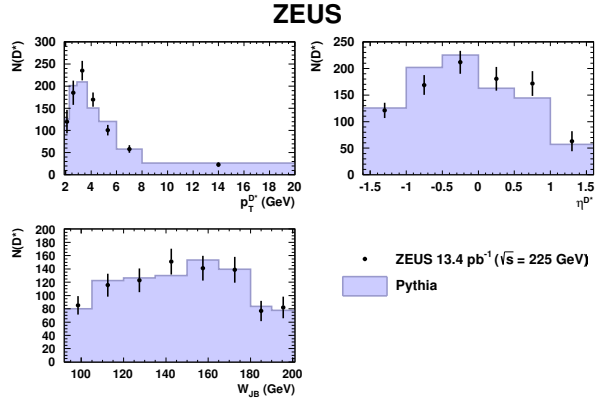 ZEUS
N(D*)
300
250
200
150
100
50
0
2 4 6 8 10 12 14 16 18 20
p_T^D* (GeV)
N(D*)
250
200
150
100
50
0
-1.5 -1 -0.5 0 0.5 1 1.5
η^D*
N(D*)
200
180
160
140
120
100
80
60
40
20
0
100 120 140 160 180 200
W_JB (GeV)
ZEUS 13.4 pb⁻¹ (√s = 225 GeV)
Pythia